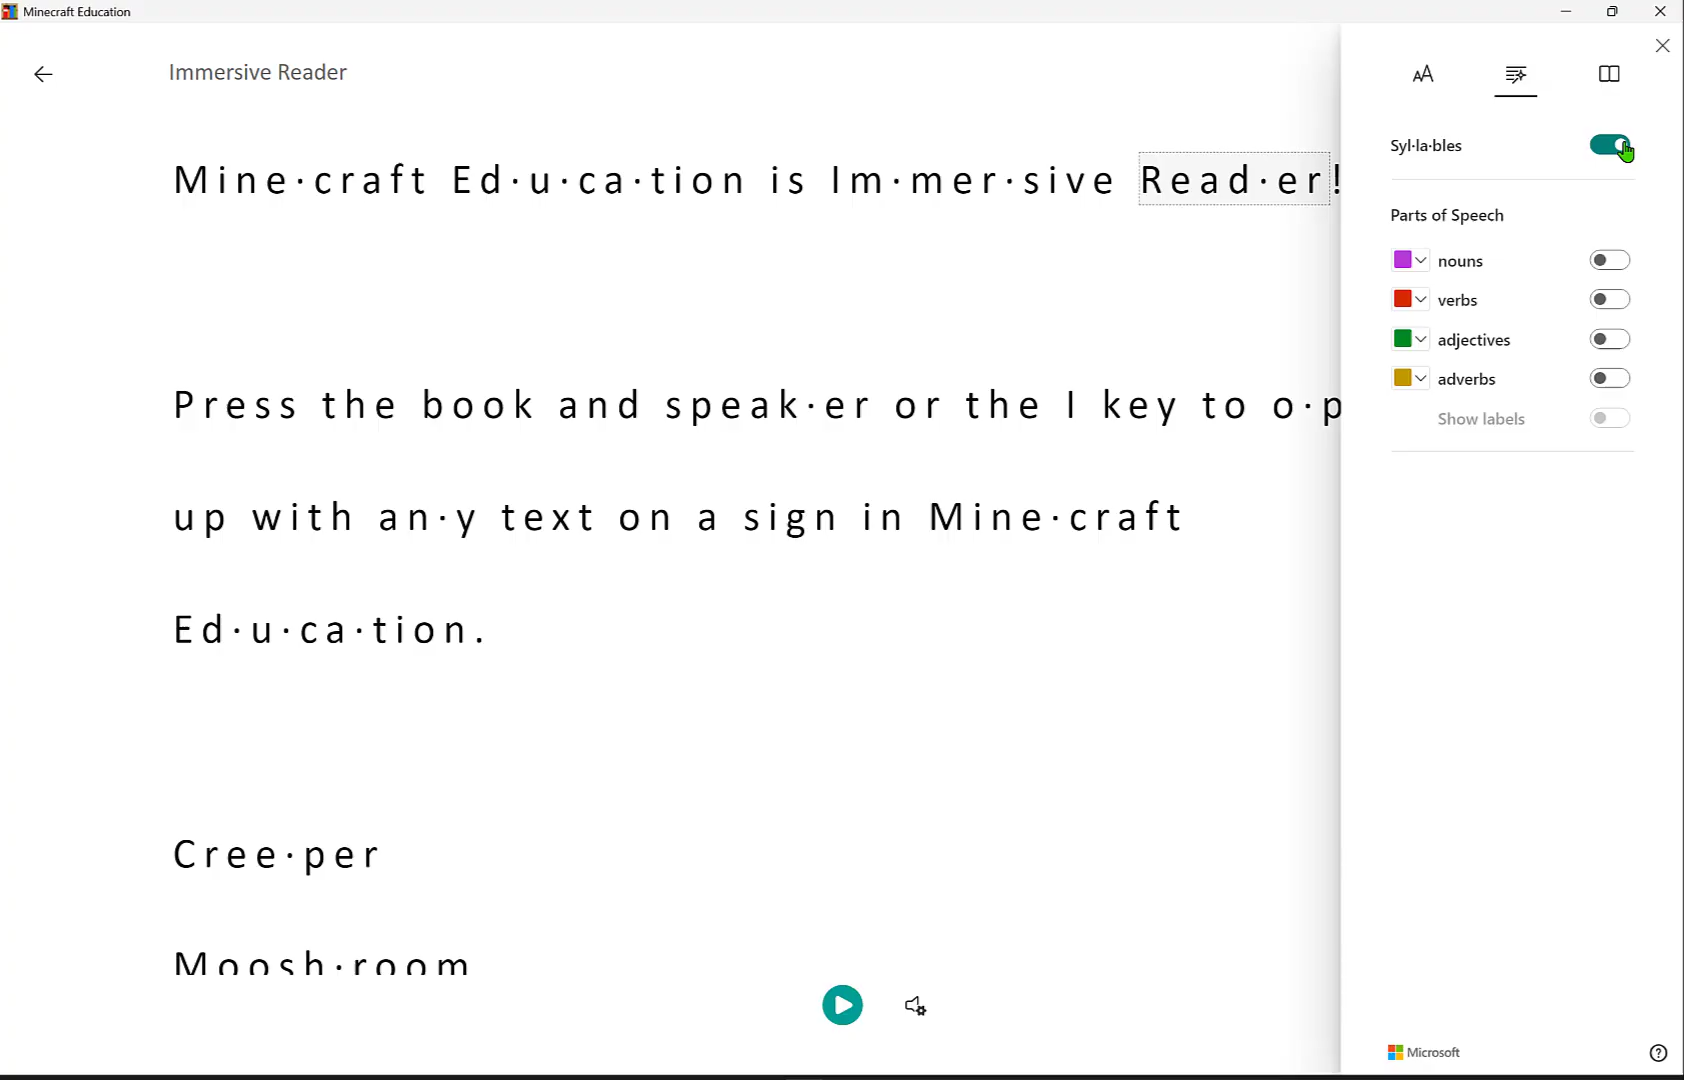 Minecraft Education
Immersive Reader
Mine·craft Ed·u·ca·tion is Im·mer·sive Read·er!
Press the book and speak·er or the I key to o·p
up with an·y text on a sign in Mine·craft
Ed·u·ca·tion.
Cree·per
Moosh·room
Syl·la·bles
Parts of Speech
nouns
verbs
adjectives
adverbs
Show labels
Microsoft